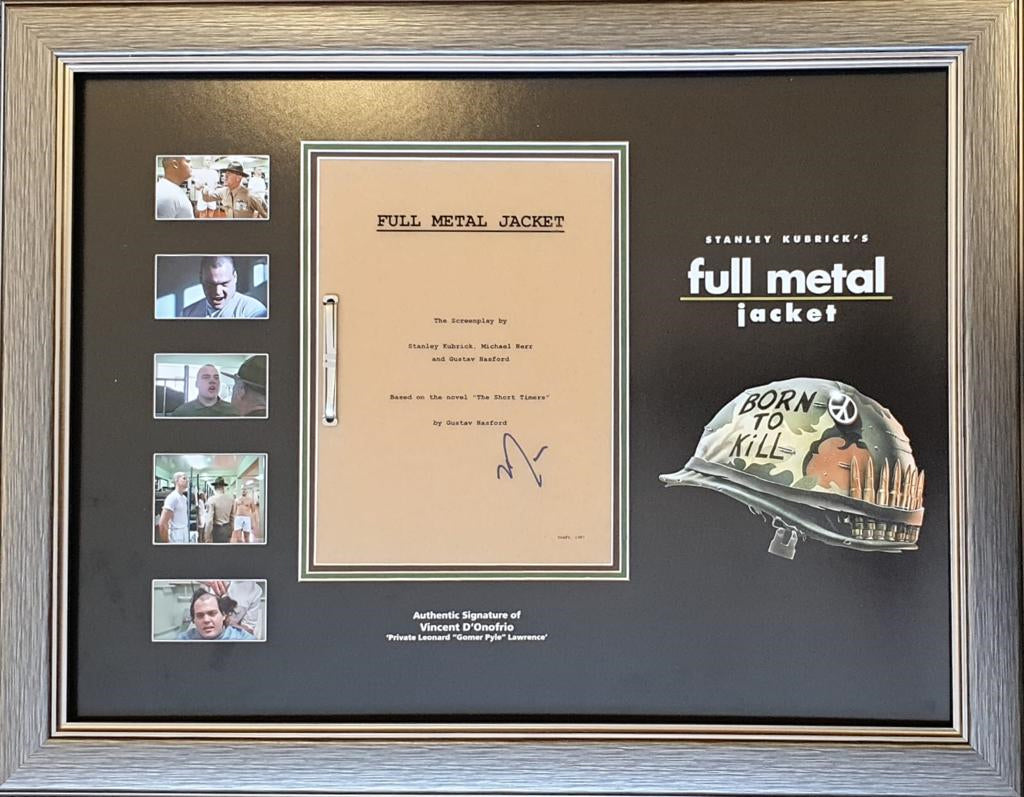 FULL METAL JACKET
The Screenplay by
Stanley Kubrick, Michael Herr
and Gustav Hasford
Based on the novel "The Short Timers"
by Gustav Hasford
Draft, 1987
Authentic Signature of
Vincent D'Onofrio
'Private Leonard "Gomer Pyle" Lawrence'
STANLEY KUBRICK'S
full metal
jacket
BORN
TO
KiLL